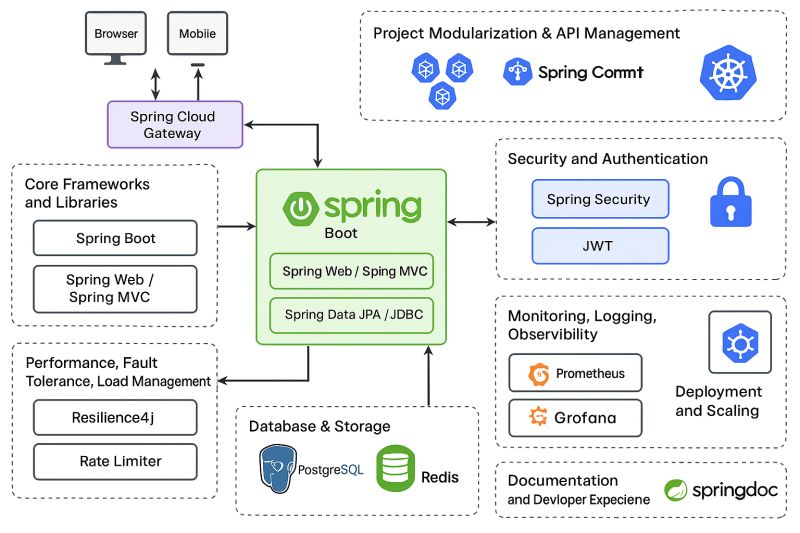 Browser
Mobiie
Spring Cloud
Gateway
Project Modularization & API Management
Spring Commt
Core Frameworks
and Libraries
Spring Boot
Spring Web /
Spring MVC
spring
Boot
Spring Web / Sping MVC
Spring Data JPA / JDBC
Security and Authentication
Spring Security
JWT
Performance, Fault
Tolerance, Load Management
Resilience4j
Rate Limiter
Database & Storage
PostgreSQL
Redis
Monitoring, Logging,
Observibility
Prometheus
Grafona
Deployment
and Scaling
Documentation
and Devloper Expeciene
springdoc